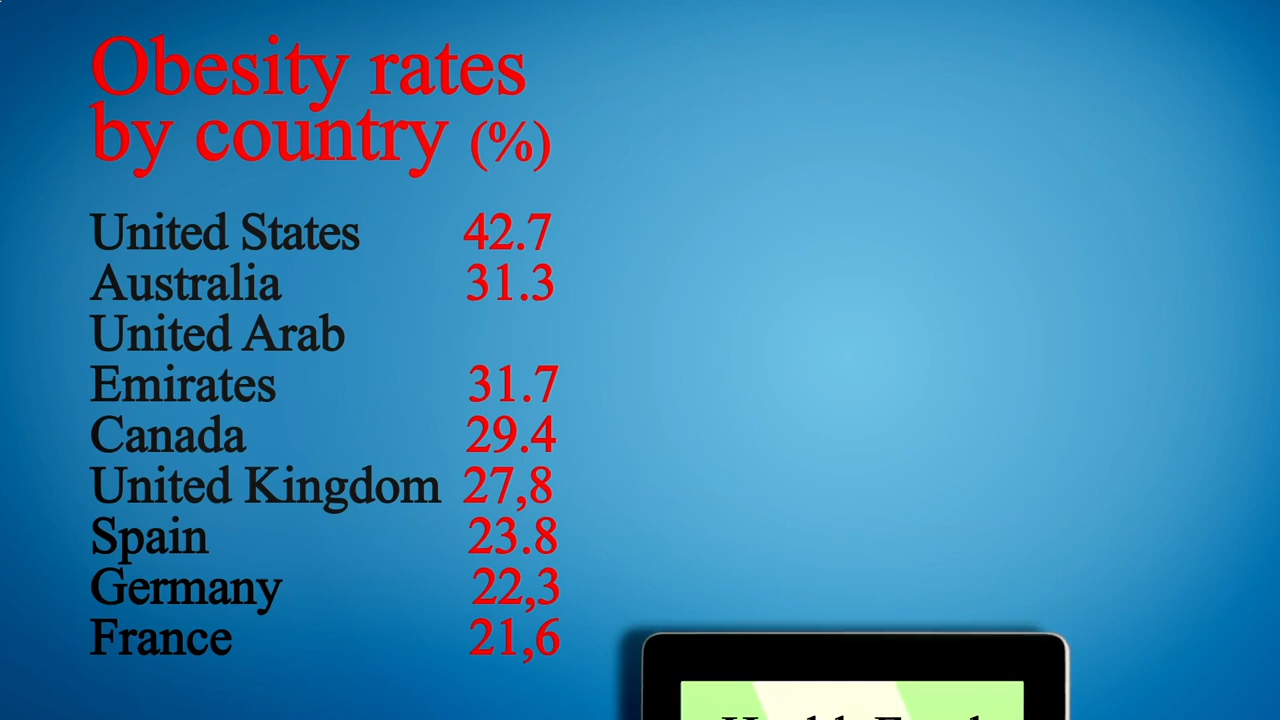 Obesity rates
by country (%)
United States 42.7
Australia 31.3
United Arab
Emirates 31.7
Canada 29.4
United Kingdom 27,8
Spain 23.8
Germany 22,3
France 21,6